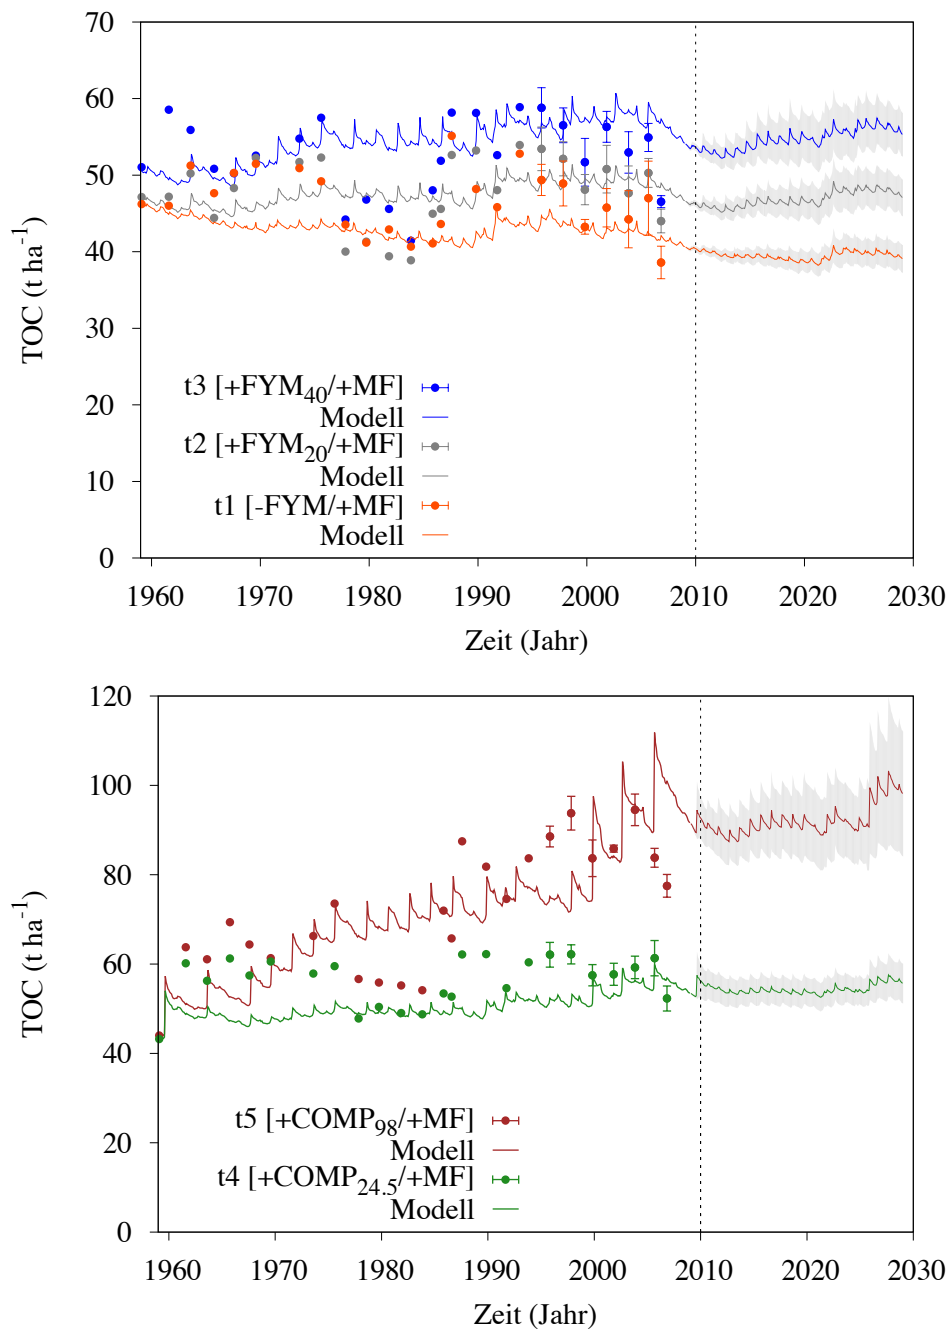 70
60
50
40
30
20
10
0
TOC (t ha⁻¹)
t3 [+FYM₄₀/+MF]
Modell
t2 [+FYM₂₀/+MF]
Modell
t1 [-FYM/+MF]
Modell
1960 1970 1980 1990 2000 2010 2020 2030
Zeit (Jahr)
120
100
80
60
40
20
0
TOC (t ha⁻¹)
t5 [+COMP₉₈/+MF]
Modell
t4 [+COMP₂₄.₅/+MF]
Modell
1960 1970 1980 1990 2000 2010 2020 2030
Zeit (Jahr)